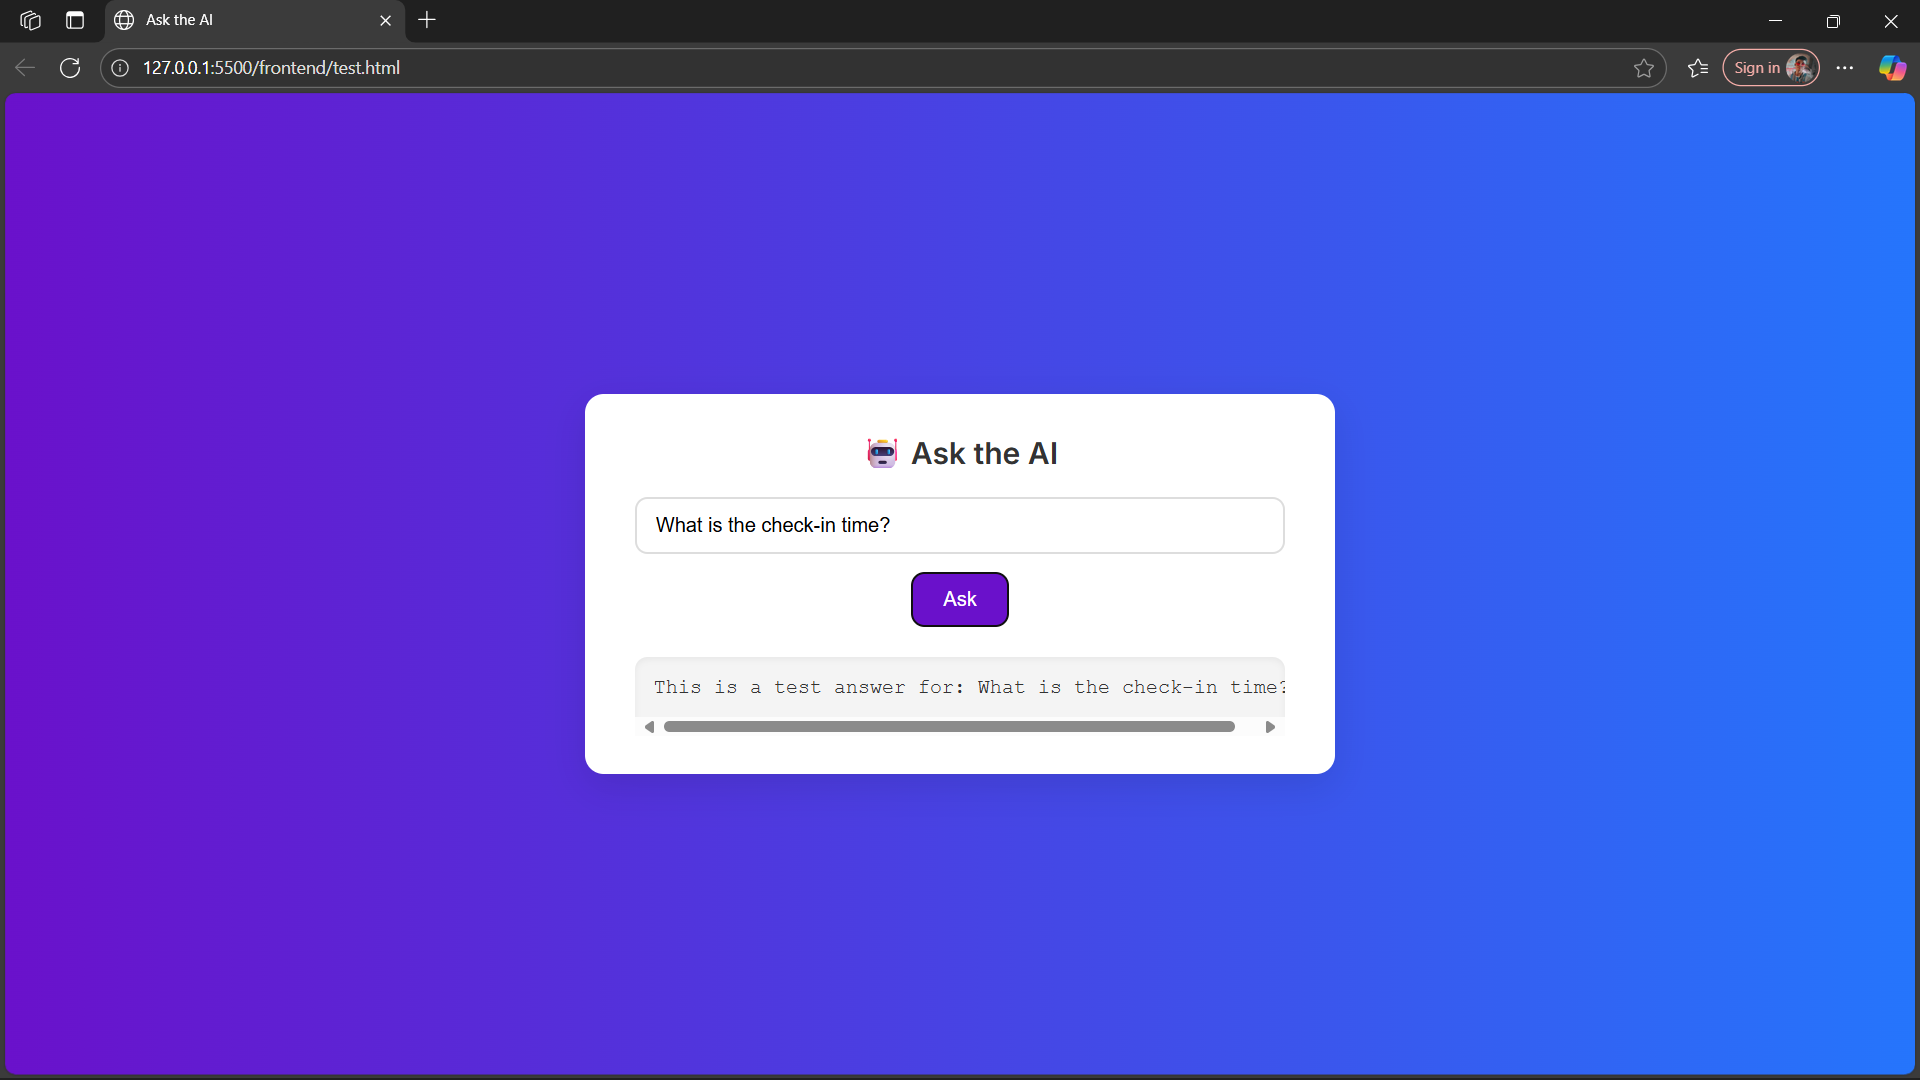 Ask the AI
127.0.0.1:5500/frontend/test.html
Sign in
Ask the AI
What is the check-in time?
Ask
This is a test answer for: What is the check-in time?